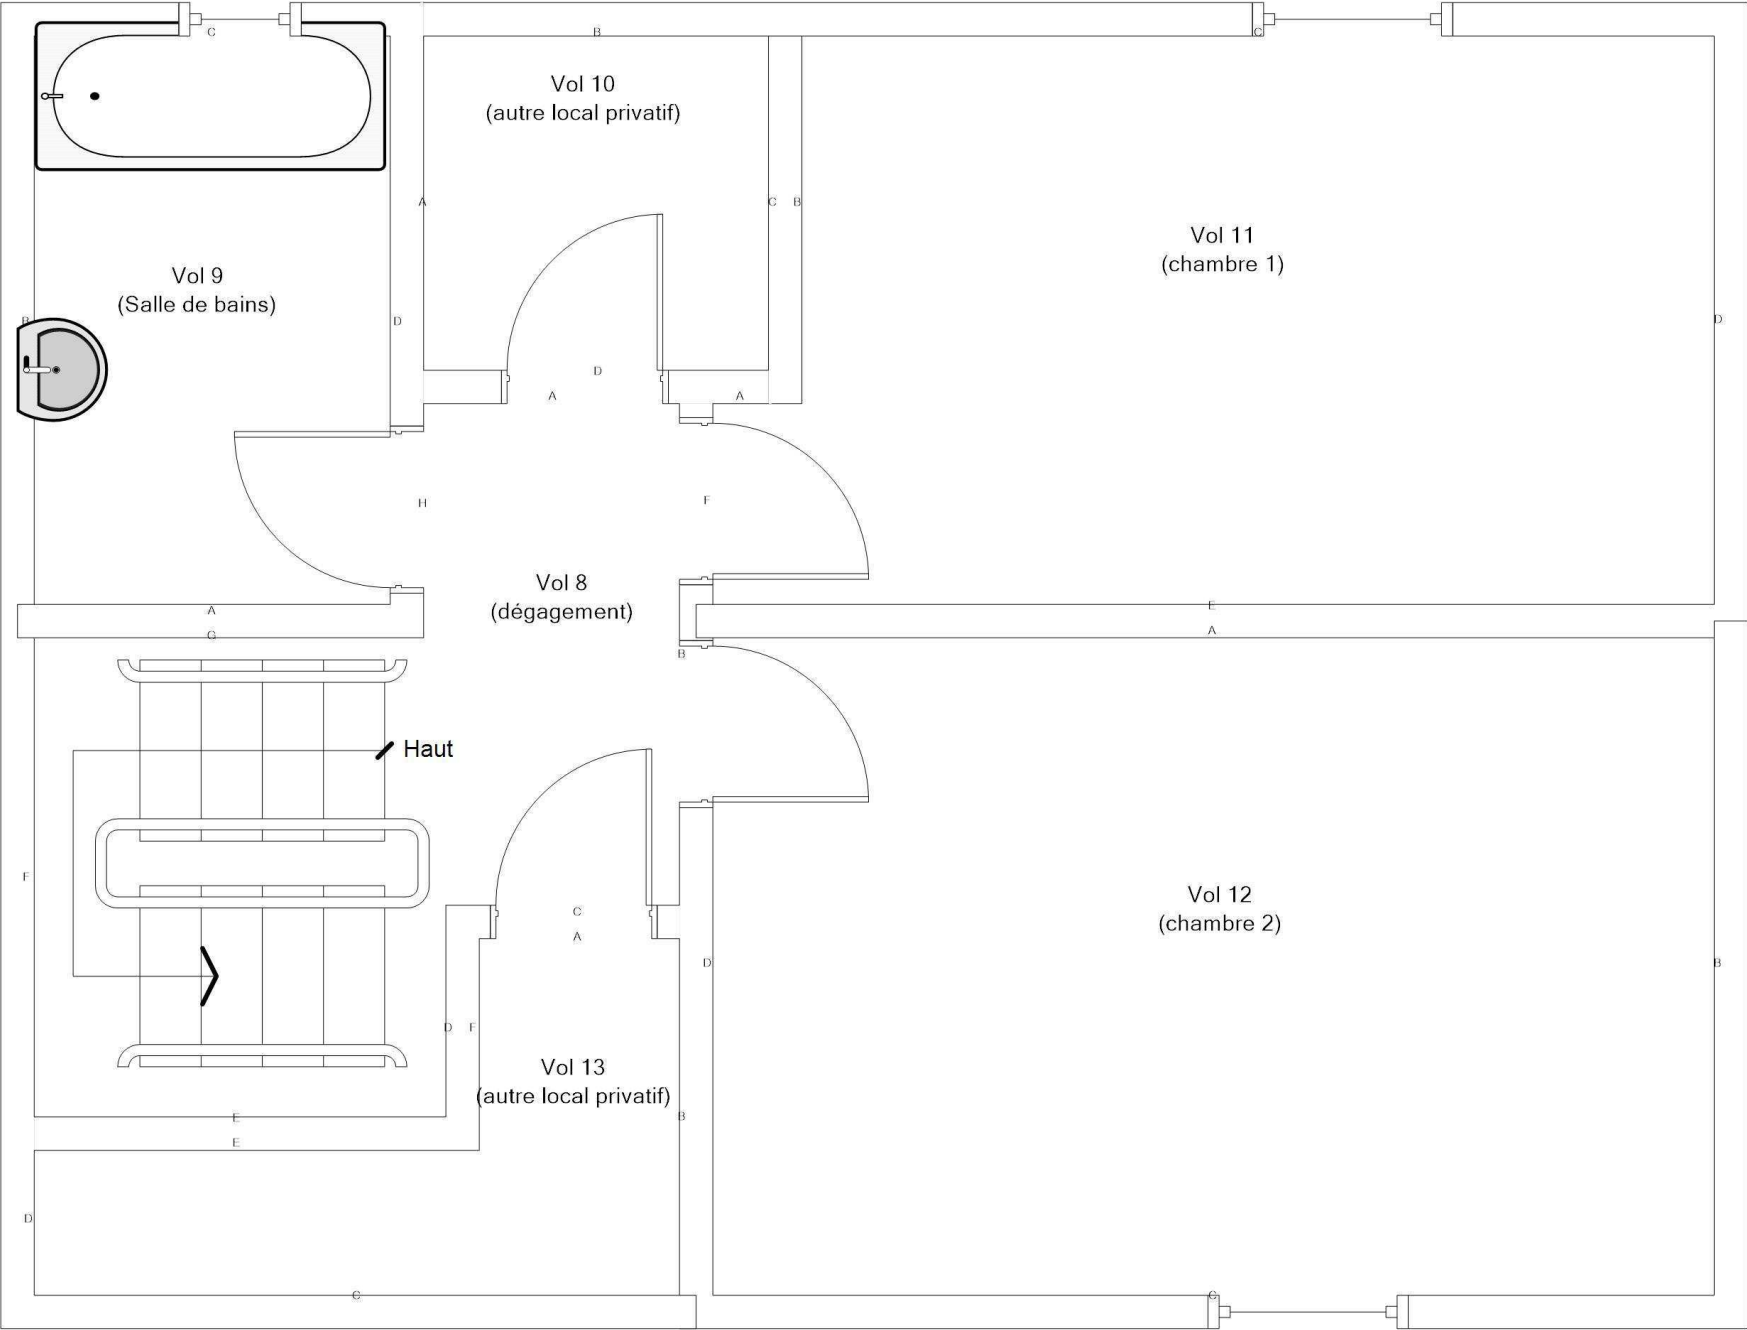 C
B
C
Vol 10
(autre local privatif)
A
C
B
Vol 11
(chambre 1)
Vol 9
(Salle de bains)
B
D
D
D
A
A
H
F
Vol 8
(dégagement)
A
G
E
A
B
Haut
F
Vol 12
(chambre 2)
C
A
D
B
D
F
Vol 13
(autre local privatif)
B
E
E
D
C
C